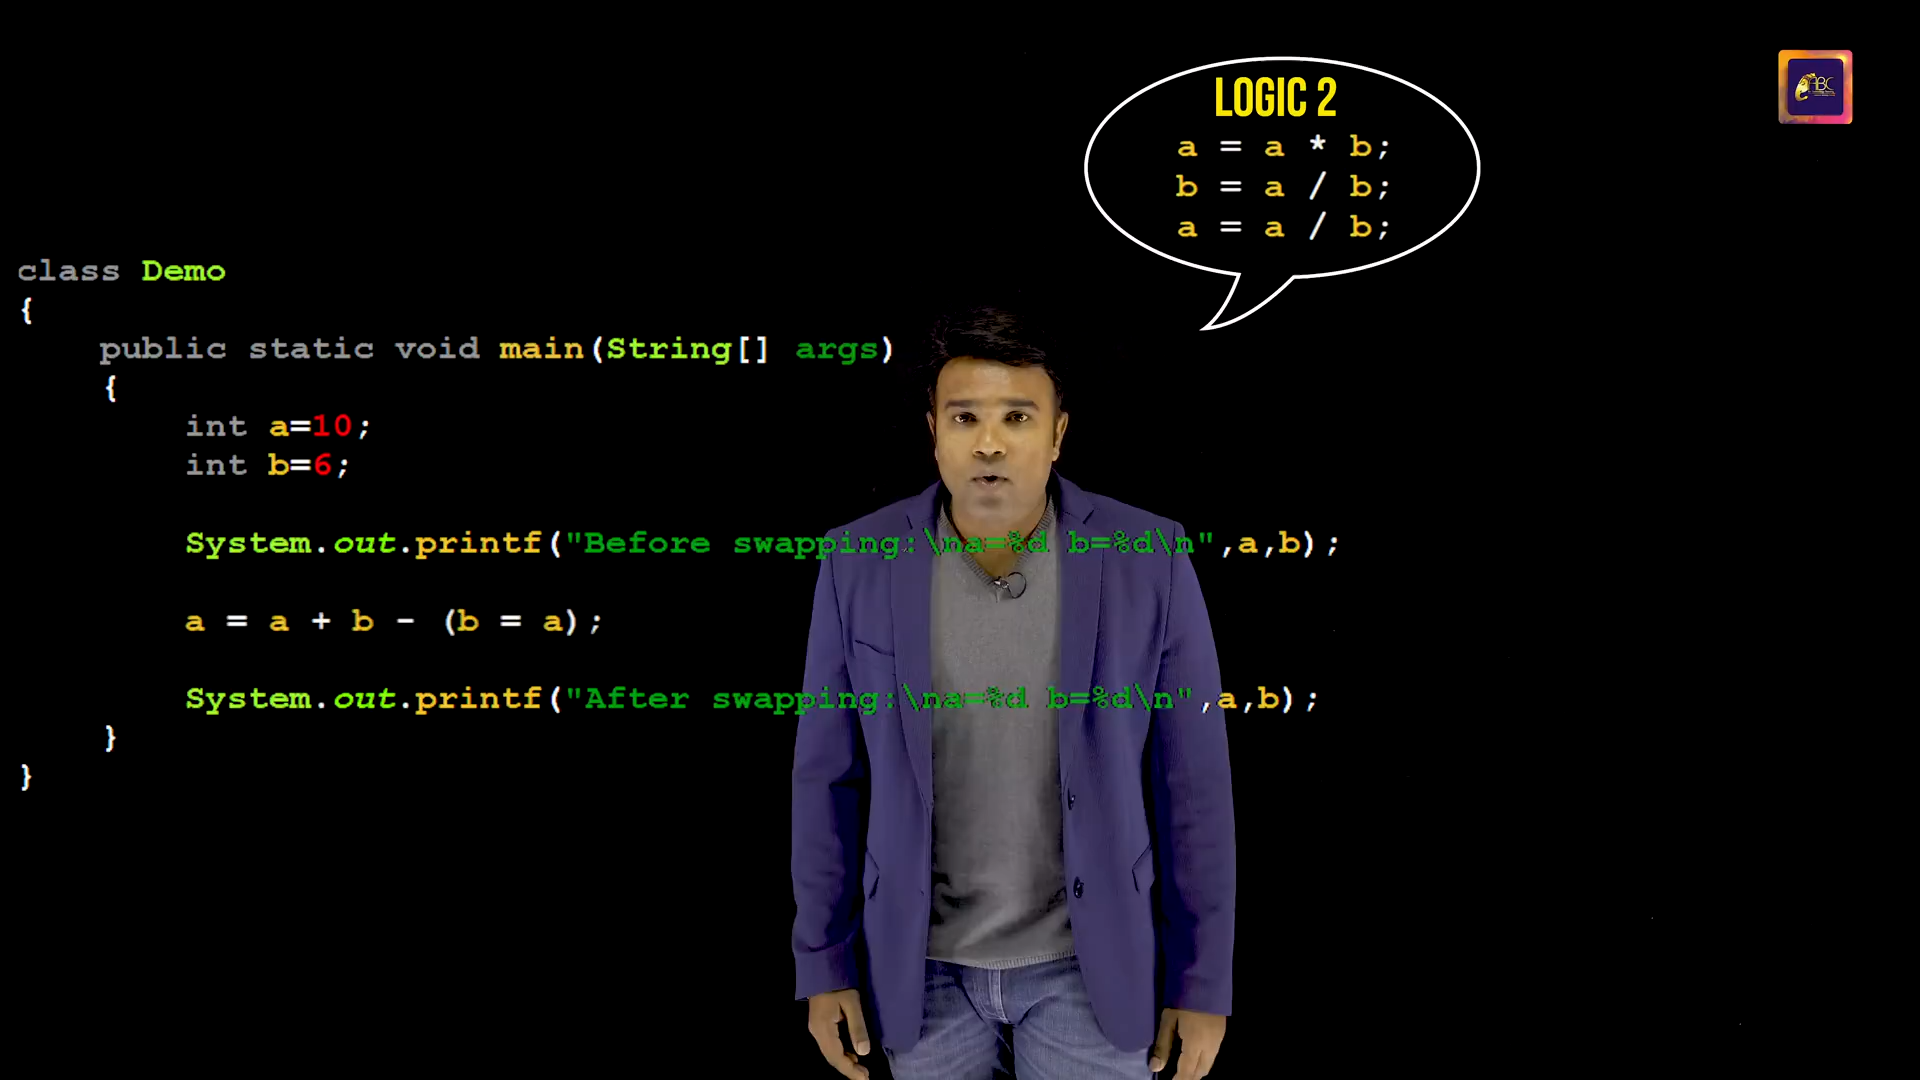 LOGIC 2
a = a * b;
b = a / b;
a = a / b;
ABC
class Demo
{
public static void main(String[] args)
{
int a=10;
int b=6;
System.out.printf("Before swapping:\na=%d b=%d\n",a,b);
a = a + b - (b = a);
System.out.printf("After swapping:\na=%d b=%d\n",a,b);
}
}